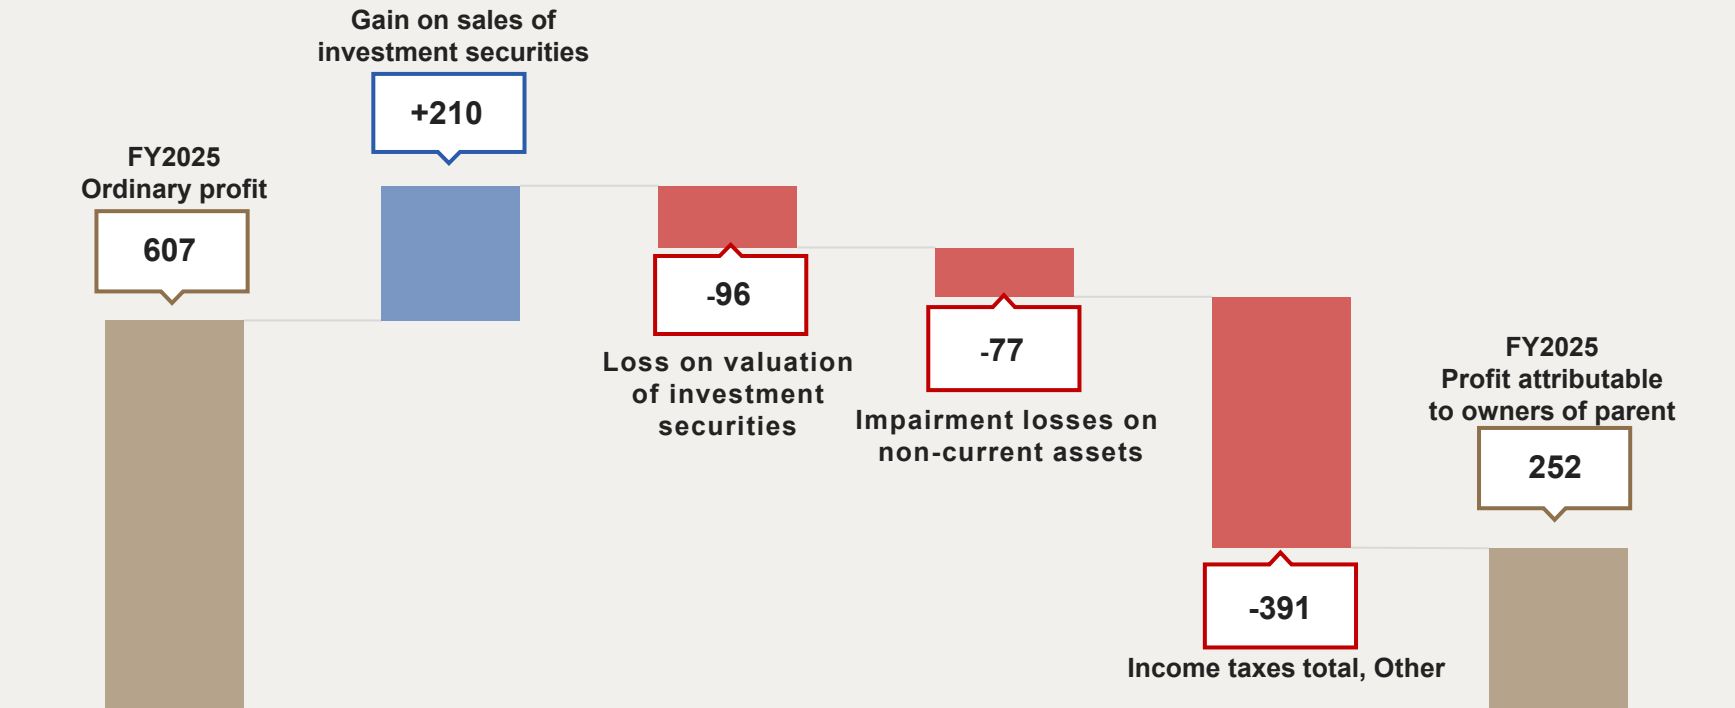 Gain on sales of
investment securities
+210
FY2025
Ordinary profit
607
-96
Loss on valuation
of investment
securities
-77
Impairment losses on
non-current assets
-391
Income taxes total, Other
FY2025
Profit attributable
to owners of parent
252